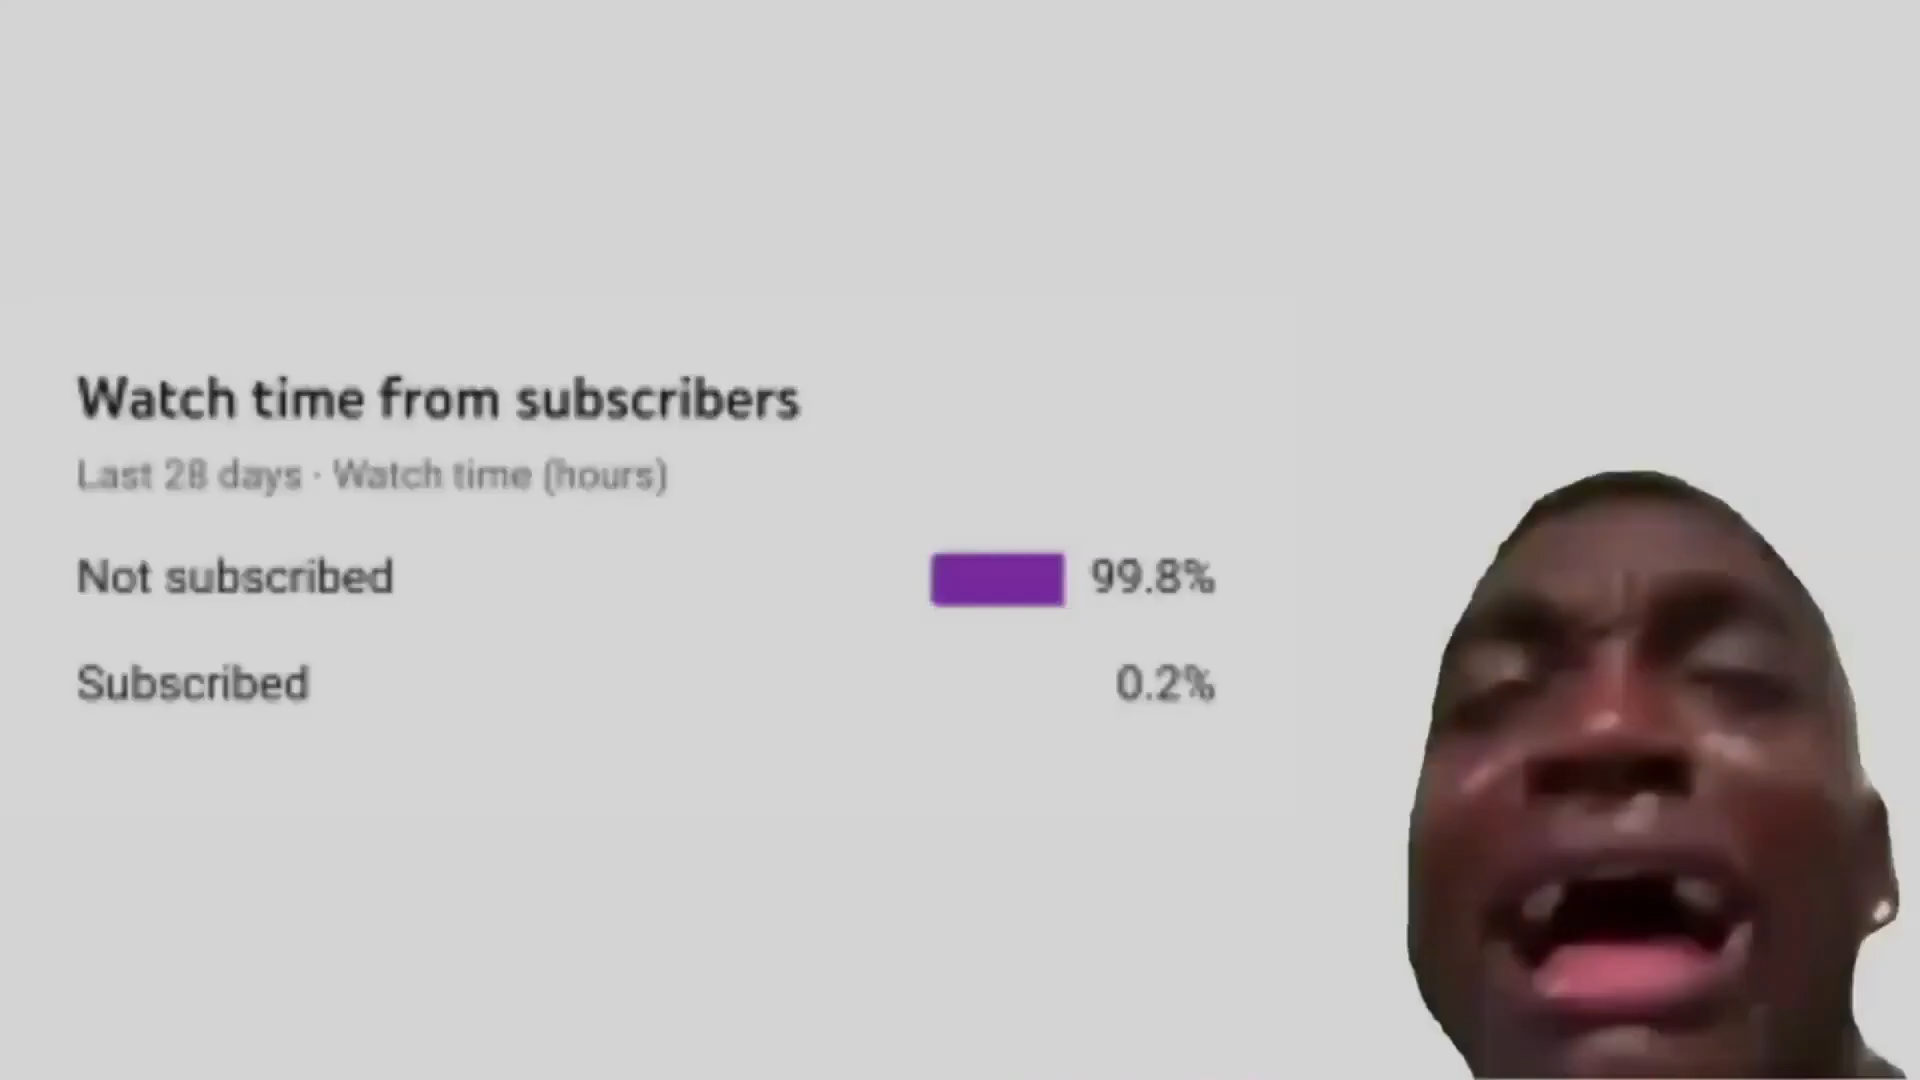 Watch time from subscribers
Last 28 days · Watch time (hours)
Not subscribed 99.8%
Subscribed 0.2%